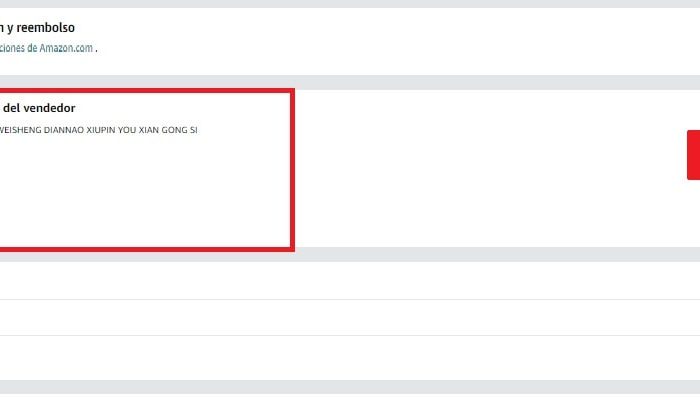 n y reembolso
ciones de Amazon.com .
del vendedor
WEISHENG DIANNAO XIUPIN YOU XIAN GONG SI